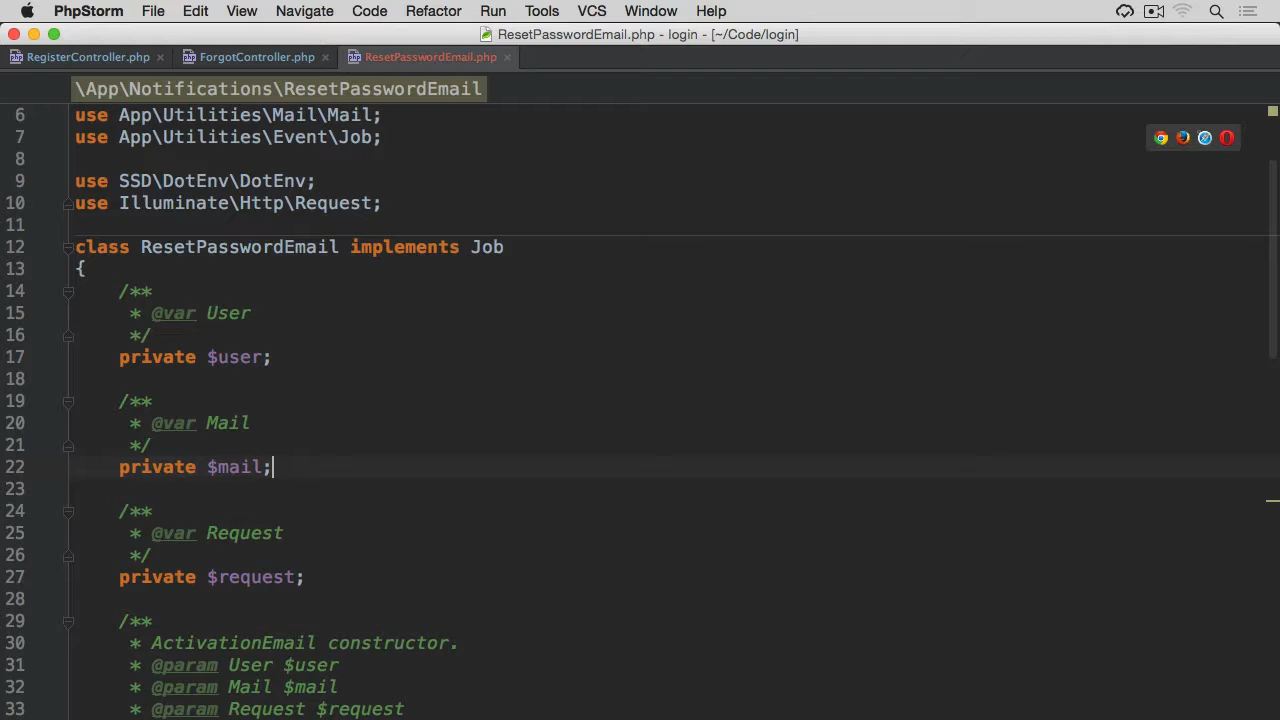 PhpStorm File Edit View Navigate Code Refactor Run Tools VCS Window Help
ResetPasswordEmail.php - login - [~/Code/login]
RegisterController.php ForgotController.php ResetPasswordEmail.php
\App\Notifications\ResetPasswordEmail
6 use App\Utilities\Mail\Mail;
7 use App\Utilities\Event\Job;
8
9 use SSD\DotEnv\DotEnv;
10 use Illuminate\Http\Request;
11
12 class ResetPasswordEmail implements Job
13 {
14 /**
15 * @var User
16 */
17 private $user;
18
19 /**
20 * @var Mail
21 */
22 private $mail;
23
24 /**
25 * @var Request
26 */
27 private $request;
28
29 /**
30 * ActivationEmail constructor.
31 * @param User $user
32 * @param Mail $mail
33 * @param Request $request